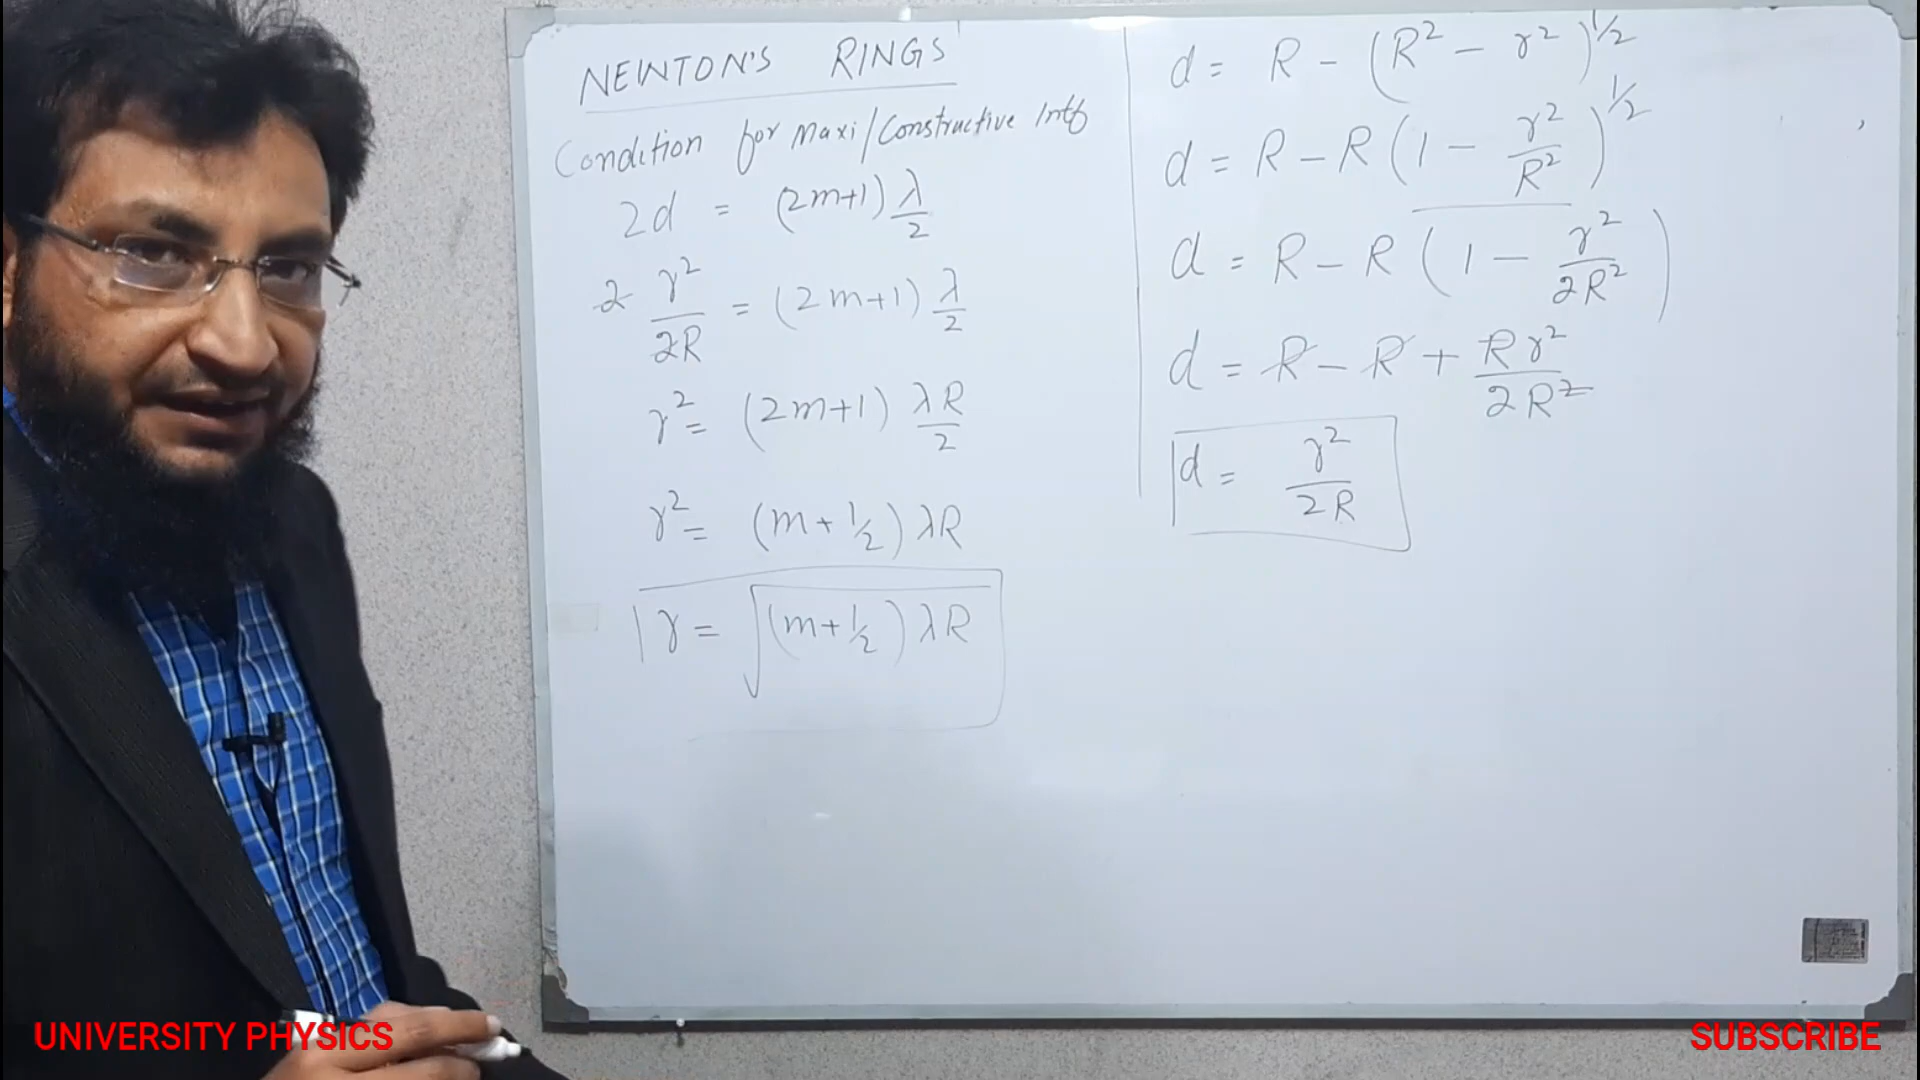 NEWTON'S RINGS
Condition for Maxi/Constructive Intf
2d = (2m+1) λ/2
2 r²/2R = (2m+1) λ/2
r² = (2m+1) λR/2
r² = (m+½) λR
r = √(m+½) λR
d = R - (R² - r²)^½
d = R - R (1 - r²/R²)^½
d = R - R (1 - r²/2R²)
d = R - R + Rr²/2R²
d = r²/2R
UNIVERSITY PHYSICS
SUBSCRIBE